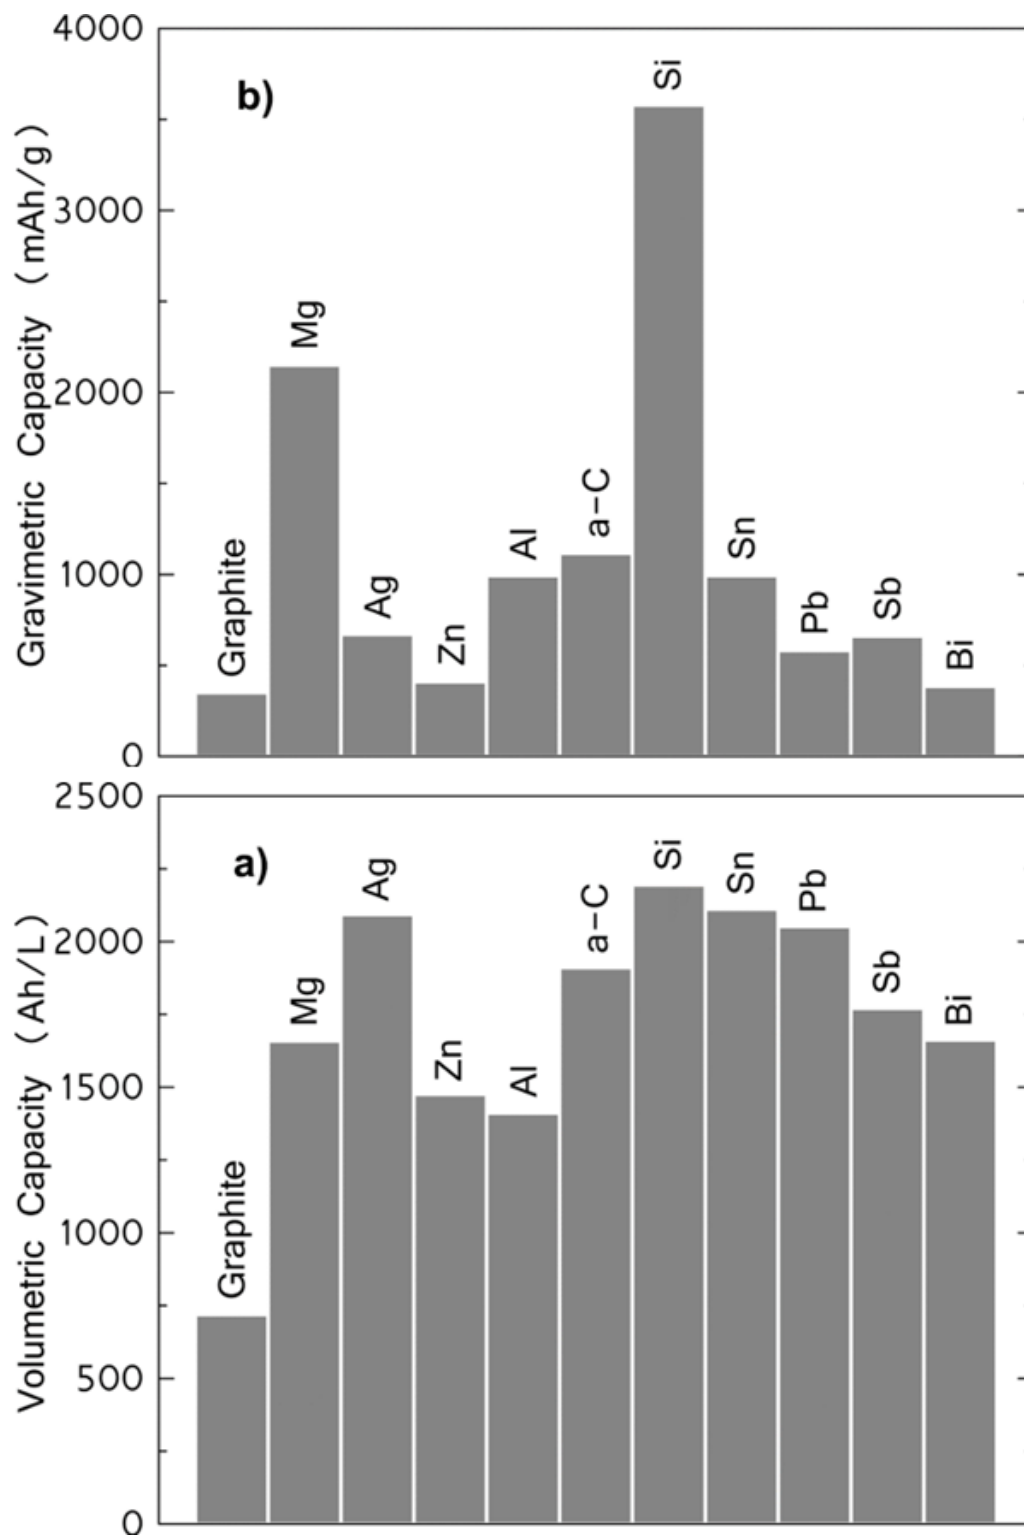 4000
3000
2000
1000
0
Gravimetric Capacity (mAh/g)
b)
Graphite
Mg
Ag
Zn
Al
a-C
Si
Sn
Pb
Sb
Bi
2500
2000
1500
1000
500
0
Volumetric Capacity (Ah/L)
a)
Graphite
Mg
Ag
Zn
Al
a-C
Si
Sn
Pb
Sb
Bi